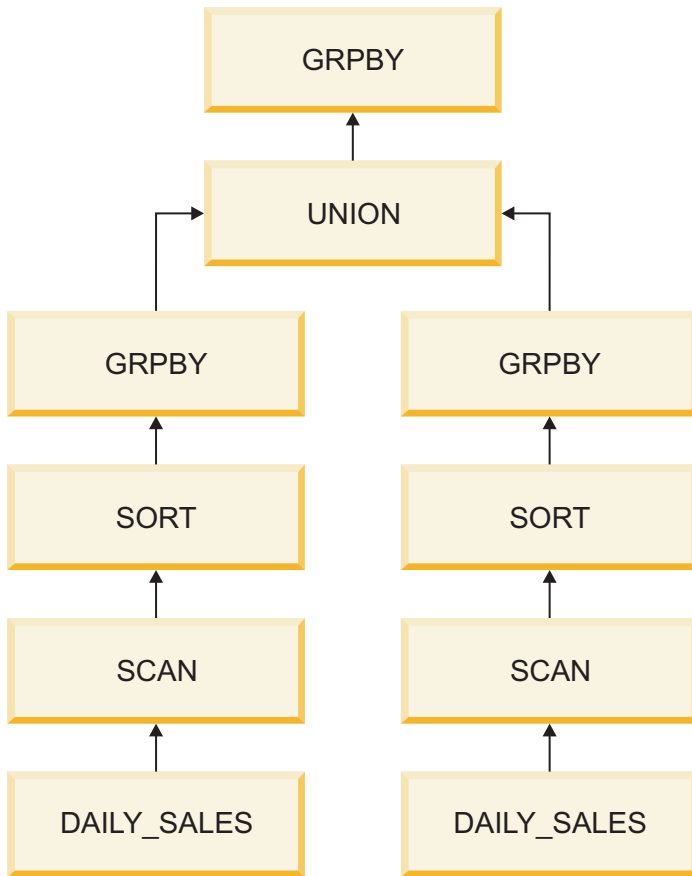 GRPBY
UNION
GRPBY
GRPBY
SORT
SORT
SCAN
SCAN
DAILY_SALES
DAILY_SALES